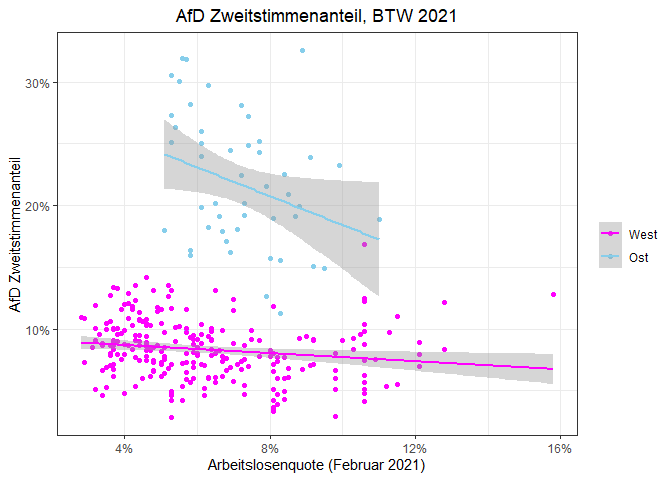 AfD Zweitstimmenanteil, BTW 2021
30%
20%
10%
AfD Zweitstimmenanteil
4%
8%
12%
16%
Arbeitslosenquote (Februar 2021)
West
Ost